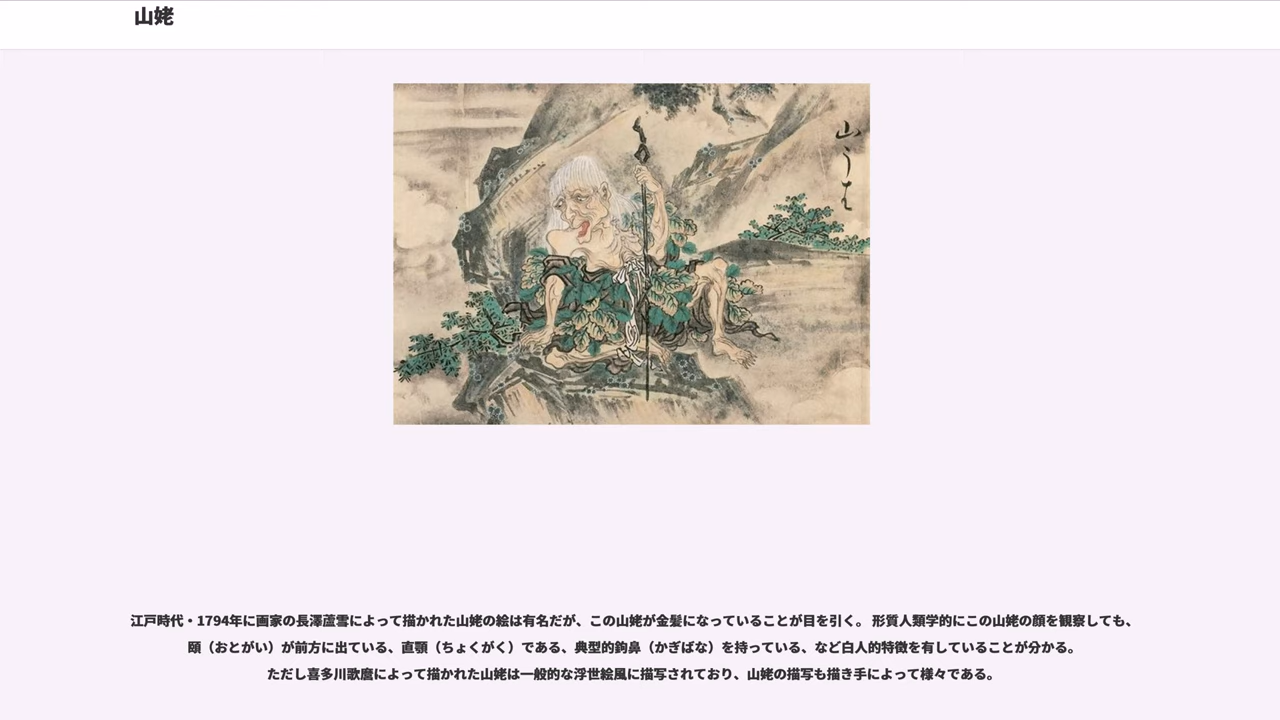 山姥
山うは
江戸時代・1794年に画家の長澤蘆雪によって描かれた山姥の絵は有名だが、この山姥が金髪になっていることが目を引く。 形質人類学的にこの山姥の顔を観察しても、
頤（おとがい）が前方に出ている、直顎（ちょくがく）である、典型的鉤鼻（かぎばな）を持っている、など白人的特徴を有していることが分かる。
ただし喜多川歌麿によって描かれた山姥は一般的な浮世絵風に描写されており、山姥の描写も描き手によって様々である。